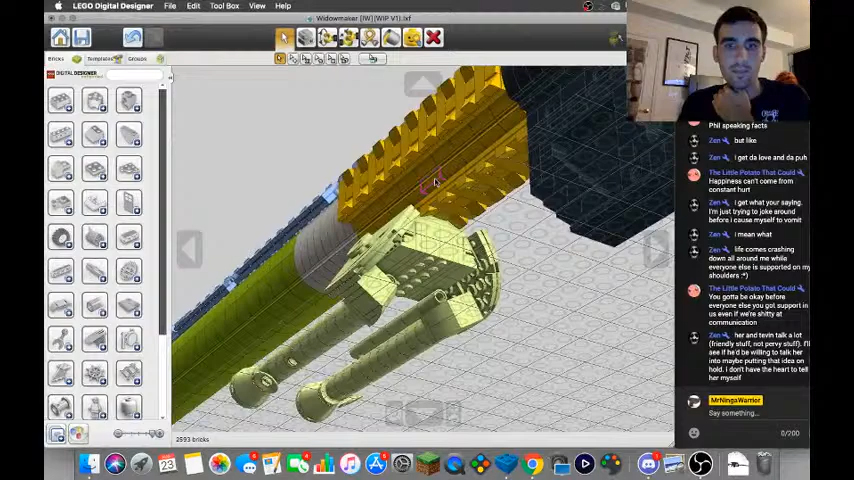 LEGO Digital Designer File Edit Tool Box View Help
Widowmaker [IW](WIP V1).lxf
Bricks Templates Groups
2593 bricks
Phil speaking facts
Zen but like
Zen i get da love and da puh
The Little Potato That Could
Happiness can't come from
constant hurt
Zen i get what your saying.
I'm just trying to joke around
before i cause myself to vomit
Zen i mean what
Zen life comes crashing
down all around me while
everyone else is supported on my
shoulders :")
The Little Potato That Could
You gotta be okay before
everyone else you got support in
us even if we're shitty at
communication
Zen her and tevin talk a lot
(friendly stuff, not pervy stuff). I'll
see if he'd be willing to talk her
into maybe putting that idea on
hold. i don't have the heart to tell
her myself
MrNingaWarrior
Say something...
0/200